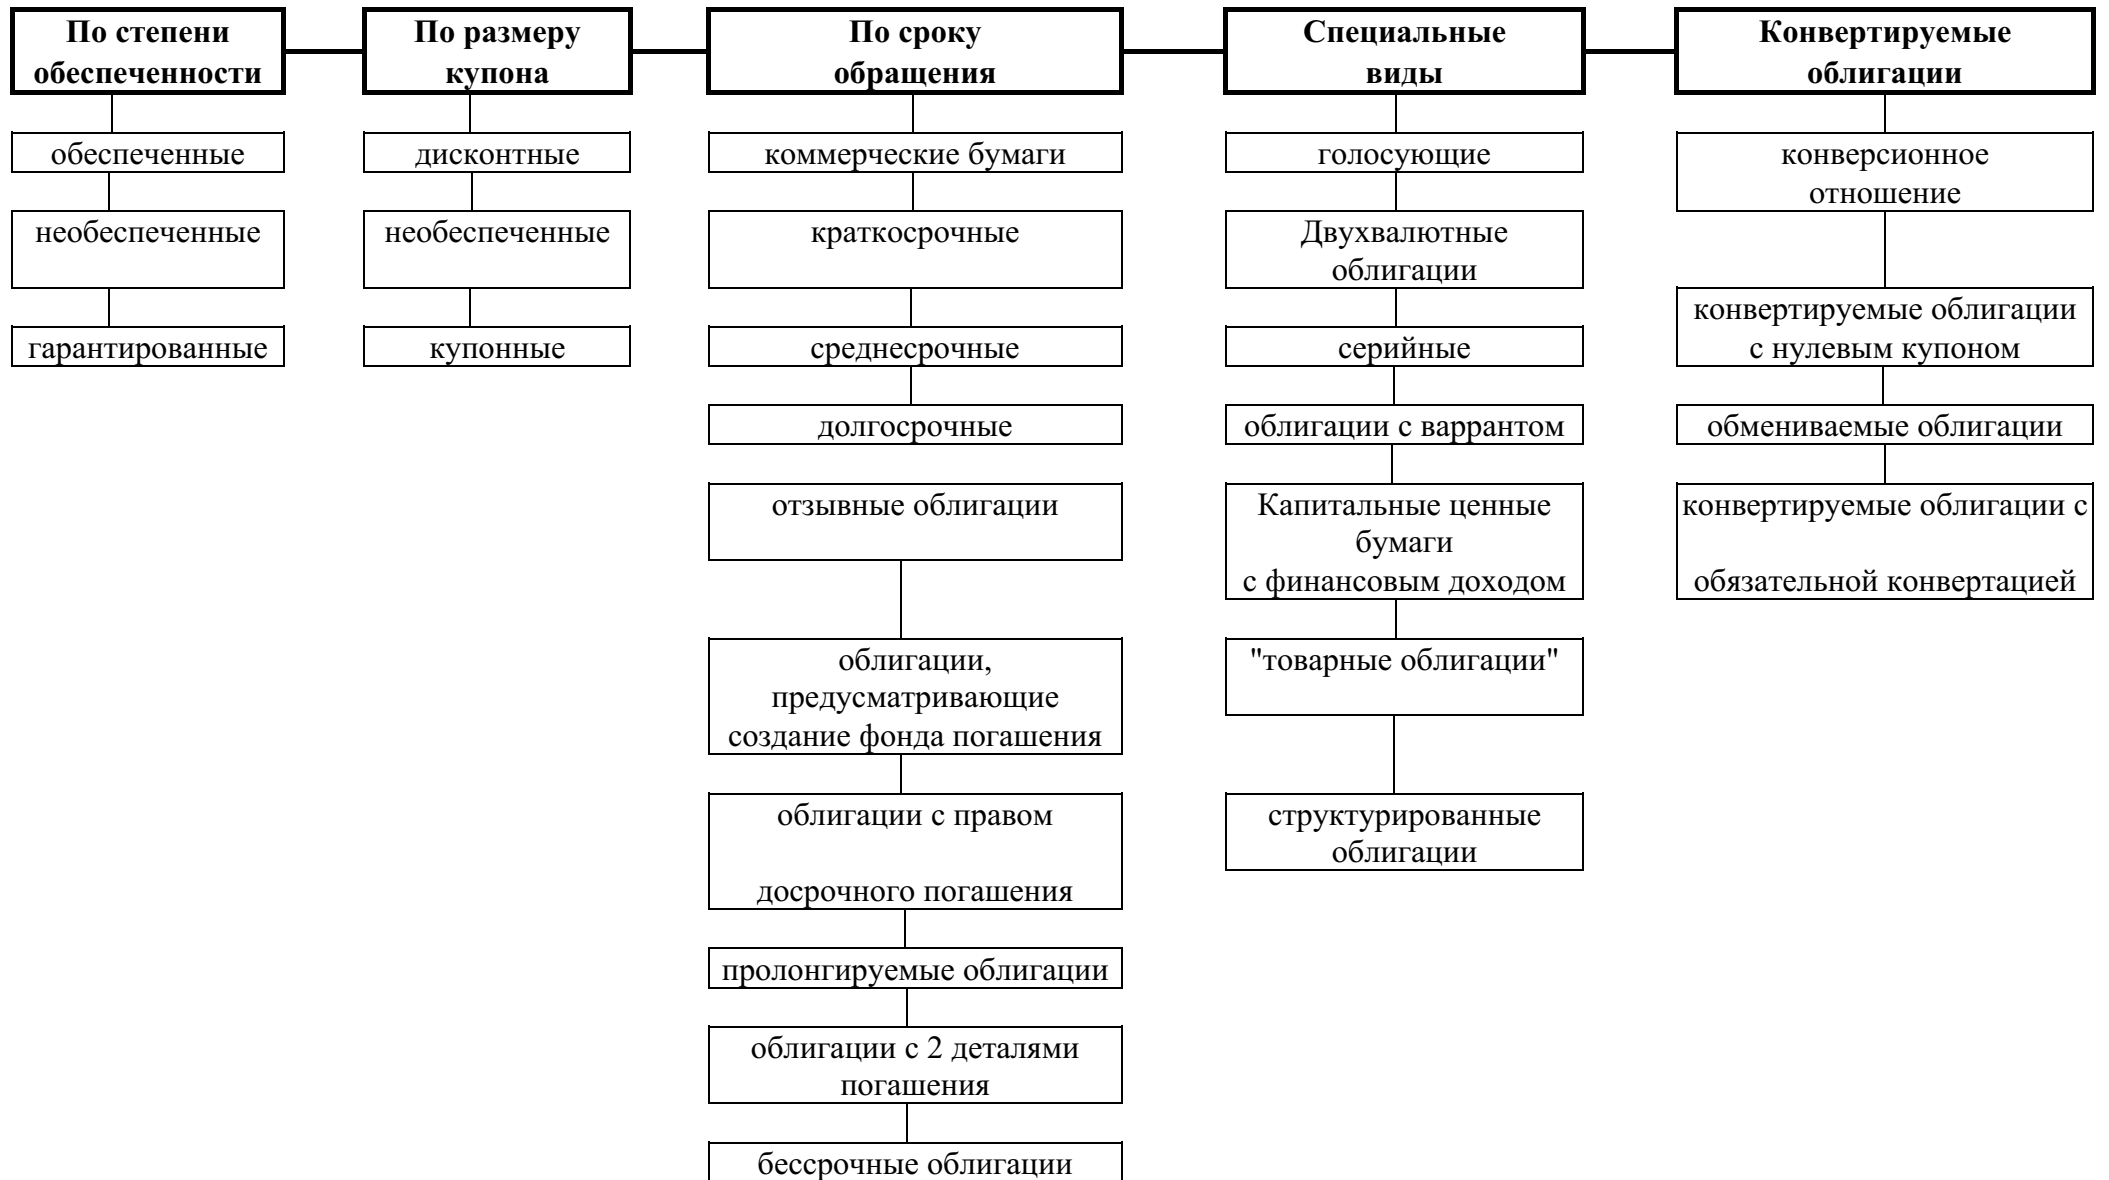 По степени
обеспеченности
обеспеченные
необеспеченные
гарантированные
По размеру
купона
дисконтные
необеспеченные
купонные
По сроку
обращения
коммерческие бумаги
краткосрочные
среднесрочные
долгосрочные
отзывные облигации
облигации,
предусматривающие
создание фонда погашения
облигации с правом
досрочного погашения
пролонгируемые облигации
облигации с 2 деталями
погашения
бессрочные облигации
Специальные
виды
голосующие
Двухвалютные
облигации
серийные
облигации с варрантом
Капитальные ценные
бумаги
с финансовым доходом
"товарные облигации"
структурированные
облигации
Конвертируемые
облигации
конверсионное
отношение
конвертируемые облигации
с нулевым купоном
обмениваемые облигации
конвертируемые облигации с
обязательной конвертацией